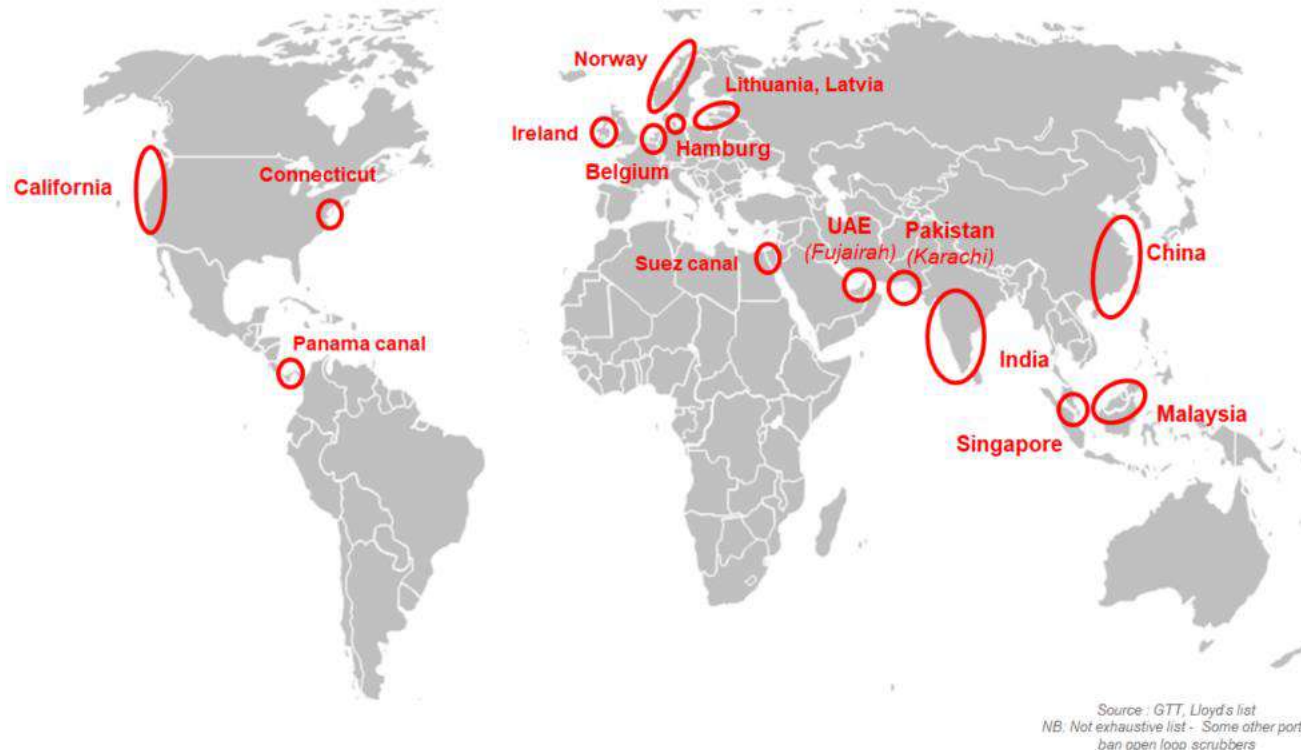 Norway
Lithuania, Latvia
Ireland
Hamburg
Belgium
California
Connecticut
UAE
(Fujairah)
Pakistan
(Karachi)
Suez canal
China
Panama canal
India
Malaysia
Singapore
Source : GTT, Lloyd's list
NB: Not exhaustive list - Some other port
ban open loop scrubbers